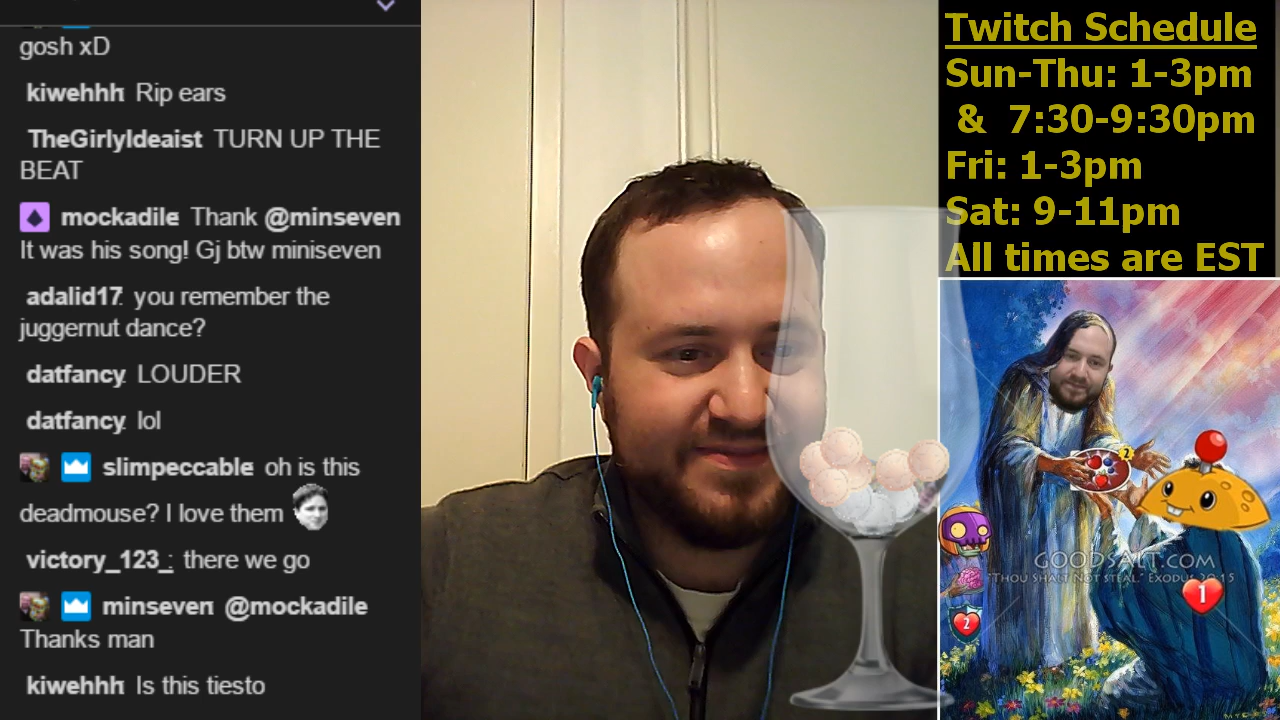 gosh xD
kiwehhh Rip ears
TheGirlyIdeaist TURN UP THE
BEAT
mockadile Thank @minseven
It was his song! Gj btw miniseven
adalid17: you remember the
juggernut dance?
datfancy: LOUDER
datfancy: lol
slimpeccable oh is this
deadmouse? I love them
victory_123_: there we go
minseven @mockadile
Thanks man
kiwehhh Is this tiesto
Twitch Schedule
Sun-Thu: 1-3pm
& 7:30-9:30pm
Fri: 1-3pm
Sat: 9-11pm
All times are EST
2
GOODSALT.COM
"THOU SHALT NOT STEAL." EXODUS 20:15
1
2